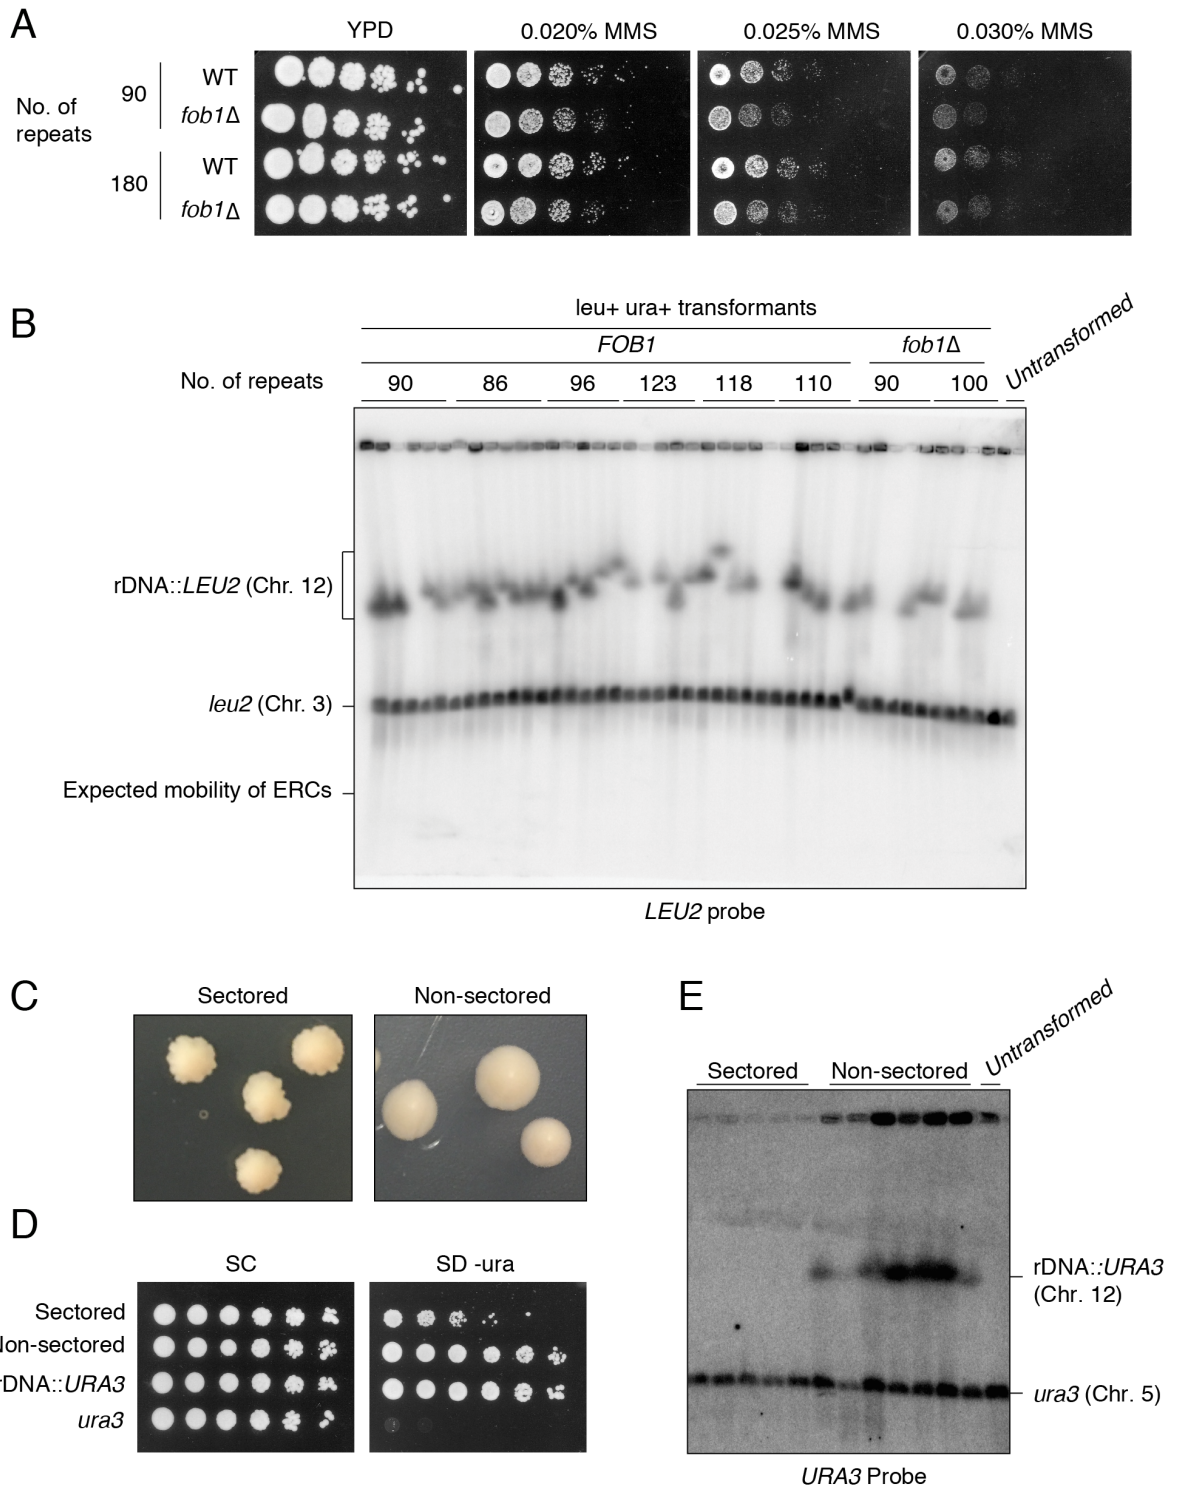 A
YPD
0.020% MMS
0.025% MMS
0.030% MMS
No. of
repeats
90
WT
fob1Δ
180
WT
fob1Δ
B
leu+ ura+ transformants
FOB1
fob1Δ
Untransformed
No. of repeats
90
86
96
123
118
110
90
100
rDNA::LEU2 (Chr. 12)
leu2 (Chr. 3)
Expected mobility of ERCs
LEU2 probe
C
Sectored
Non-sectored
D
SC
SD -ura
Sectored
Non-sectored
rDNA::URA3
ura3
E
Sectored
Non-sectored
Untransformed
rDNA::URA3
(Chr. 12)
ura3 (Chr. 5)
URA3 Probe